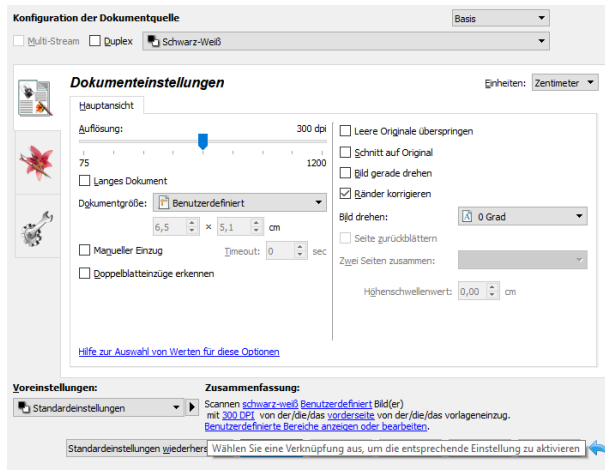 Konfiguration der Dokumentquelle
Basis
Multi-Stream Duplex Schwarz-Weiß
Dokumenteinstellungen
Einheiten: Zentimeter
Hauptansicht
Auflösung: 300 dpi
75 1200
Langes Dokument
Dokumentgröße: Benutzerdefiniert
6,5 × 5,1 cm
Manueller Einzug Timeout: 0 sec
Doppelblatteinzüge erkennen
Leere Originale überspringen
Schnitt auf Original
Bild gerade drehen
Ränder korrigieren
Bild drehen: 0 Grad
Seite zurückblättern
Zwei Seiten zusammen:
Höhenschwellenwert: 0,00 cm
Hilfe zur Auswahl von Werten für diese Optionen
Voreinstellungen:
Standardeinstellungen
Zusammenfassung:
Scannen schwarz-weiß Benutzerdefiniert Bild(er)
mit 300 DPI von der/die/das vorderseite von der/die/das vorlageneinzug.
Benutzerdefinierte Bereiche anzeigen oder bearbeiten.
Standardeinstellungen wiederhers
Wählen Sie eine Verknüpfung aus, um die entsprechende Einstellung zu aktivieren